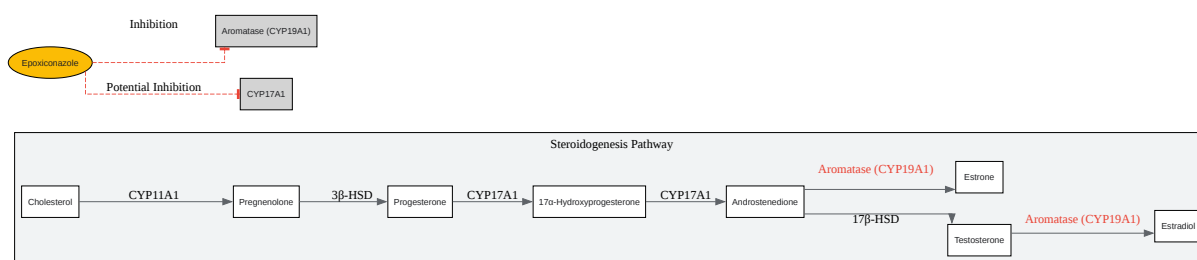 Inhibition
Aromatase (CYP19A1)
Epoxiconazole
Potential Inhibition
CYP17A1
Steroidogenesis Pathway
Cholesterol
CYP11A1
Pregnenolone
3β-HSD
Progesterone
CYP17A1
17α-Hydroxyprogesterone
CYP17A1
Androstenedione
Aromatase (CYP19A1)
Estrone
17β-HSD
Testosterone
Aromatase (CYP19A1)
Estradiol